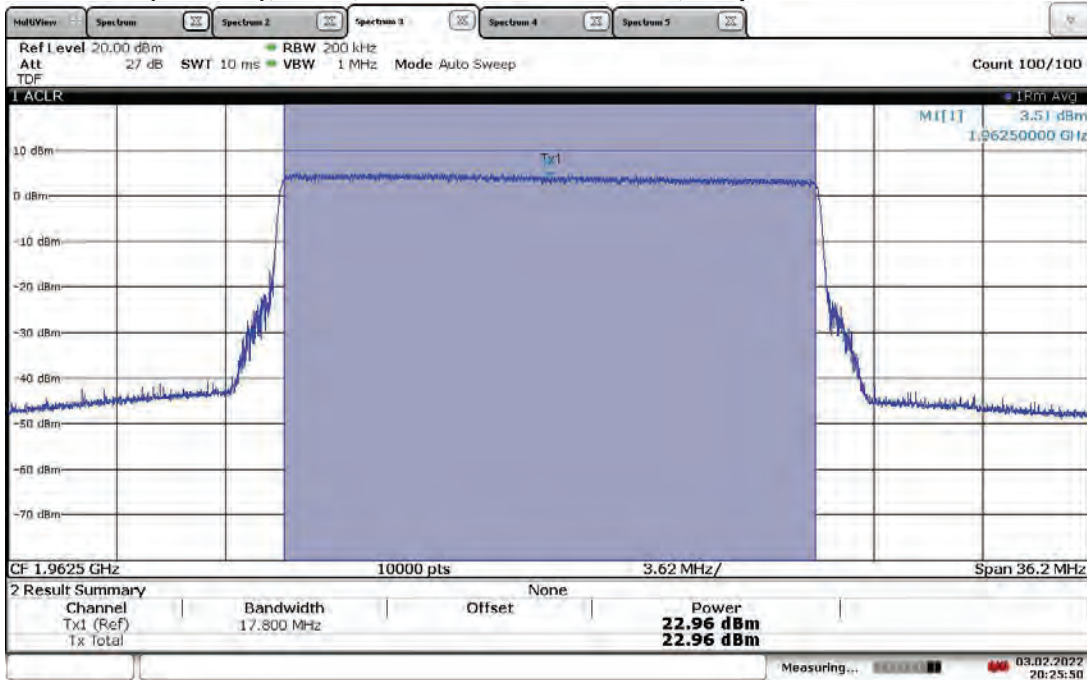 MultiView Spectrum Spectrum 2 Spectrum 3 Spectrum 4 Spectrum 5
Ref Level 20.00 dBm RBW 200 kHz
Att 27 dB SWT 10 ms VBW 1 MHz Mode Auto Sweep Count 100/100
TDF
1 ACLR 1Rm Avg
M1[1] 3.51 dBm
1.96250000 GHz
10 dBm
Tx1
0 dBm
-10 dBm
-20 dBm
-30 dBm
-40 dBm
-50 dBm
-60 dBm
-70 dBm
CF 1.9625 GHz 10000 pts 3.62 MHz/ Span 36.2 MHz
2 Result Summary None
Channel Bandwidth Offset Power
Tx1 (Ref) 17.800 MHz 22.96 dBm
Tx Total 22.96 dBm
Measuring... 03.02.2022
20:25:50